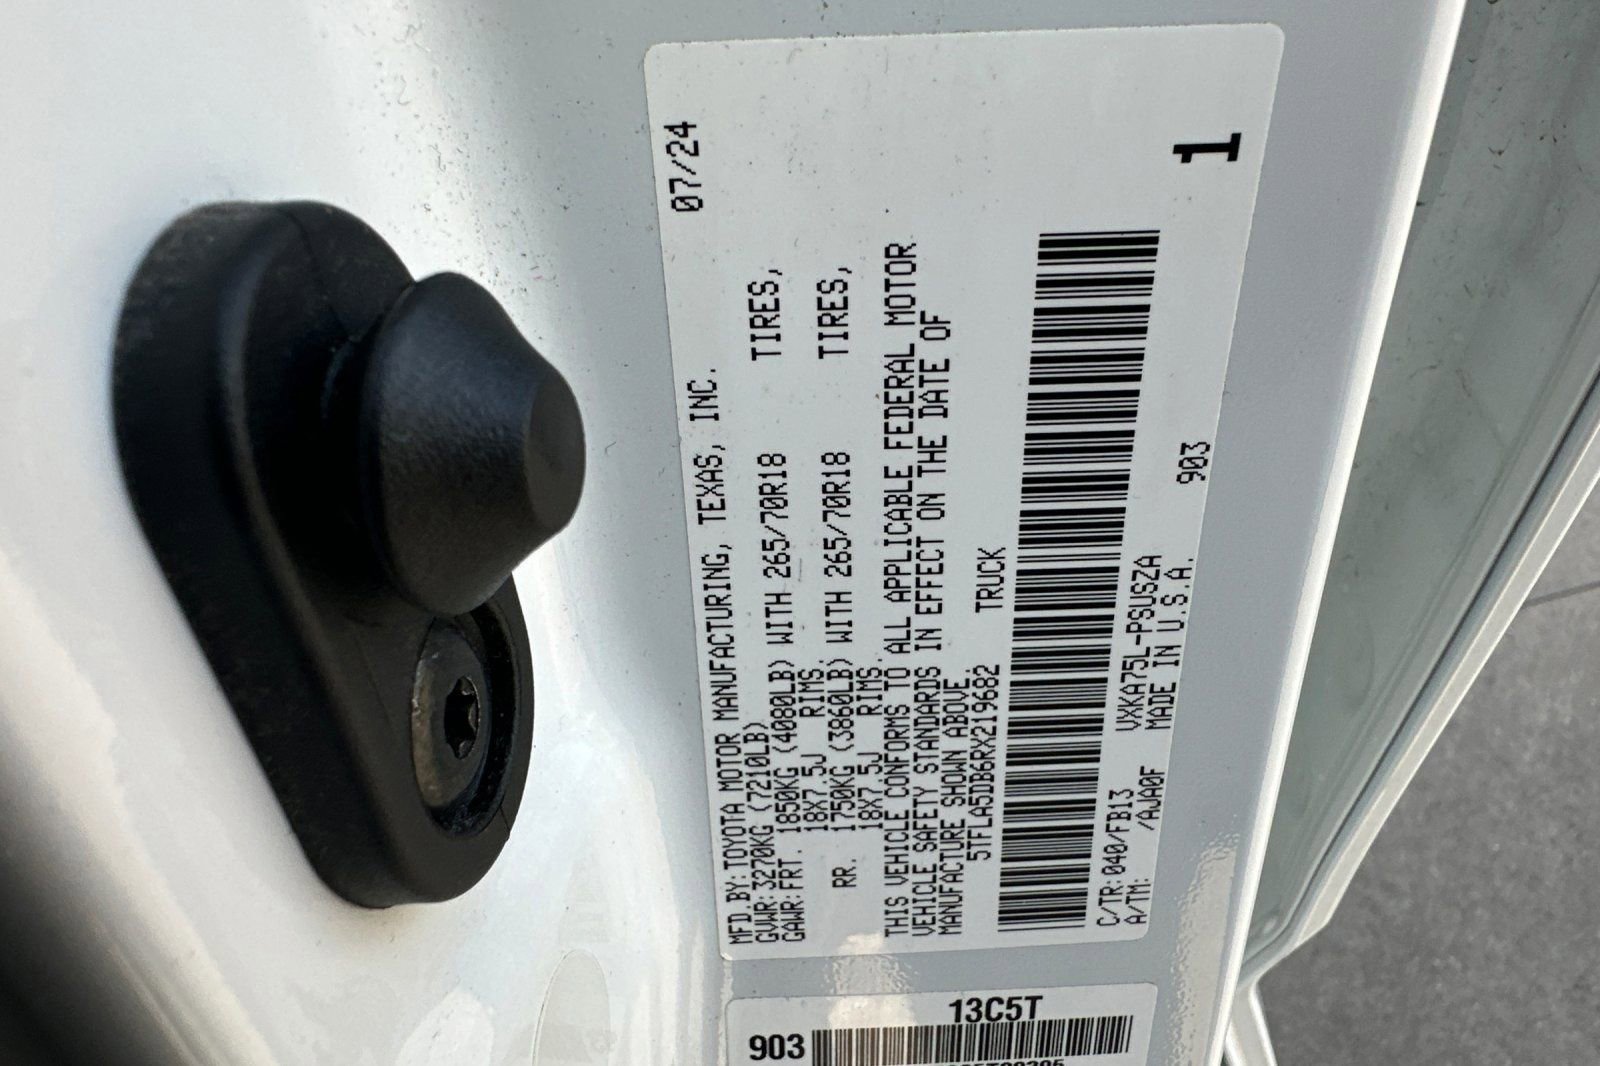 07/24
MFD.BY:TOYOTA MOTOR MANUFACTURING, TEXAS, INC.
GVWR:3270KG (7210LB)
GAWR:FRT. 1850KG (4080LB) WITH 265/70R18 TIRES,
18X7.5J RIMS.
RR. 1750KG (3860LB) WITH 265/70R18 TIRES,
18X7.5J RIMS.
THIS VEHICLE CONFORMS TO ALL APPLICABLE FEDERAL MOTOR
VEHICLE SAFETY STANDARDS IN EFFECT ON THE DATE OF
MANUFACTURE SHOWN ABOVE.
5TFLA5DB6RX219682 TRUCK
C/TR:040/FB13 VXKA75L-PSUSZA
A/TM: /AJA0F MADE IN U.S.A. 903
1
13C5T
903